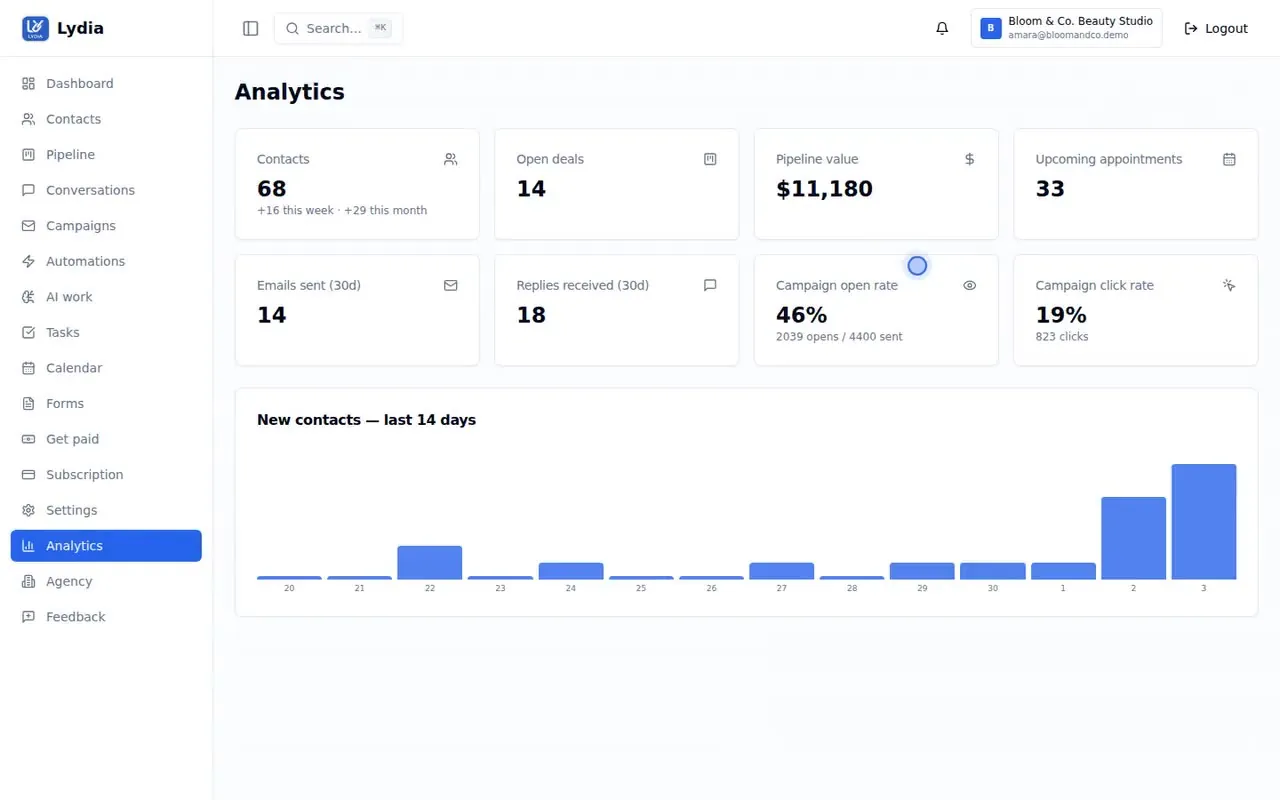 LYDIA
Lydia
Search... ⌘K
B
Bloom & Co. Beauty Studio
amara@bloomandco.demo
Logout
Dashboard
Contacts
Pipeline
Conversations
Campaigns
Automations
AI work
Tasks
Calendar
Forms
Get paid
Subscription
Settings
Analytics
Agency
Feedback
Analytics
Contacts
68
+16 this week · +29 this month
Open deals
14
Pipeline value
$11,180
Upcoming appointments
33
Emails sent (30d)
14
Replies received (30d)
18
Campaign open rate
46%
2039 opens / 4400 sent
Campaign click rate
19%
823 clicks
New contacts — last 14 days
20 21 22 23 24 25 26 27 28 29 30 1 2 3